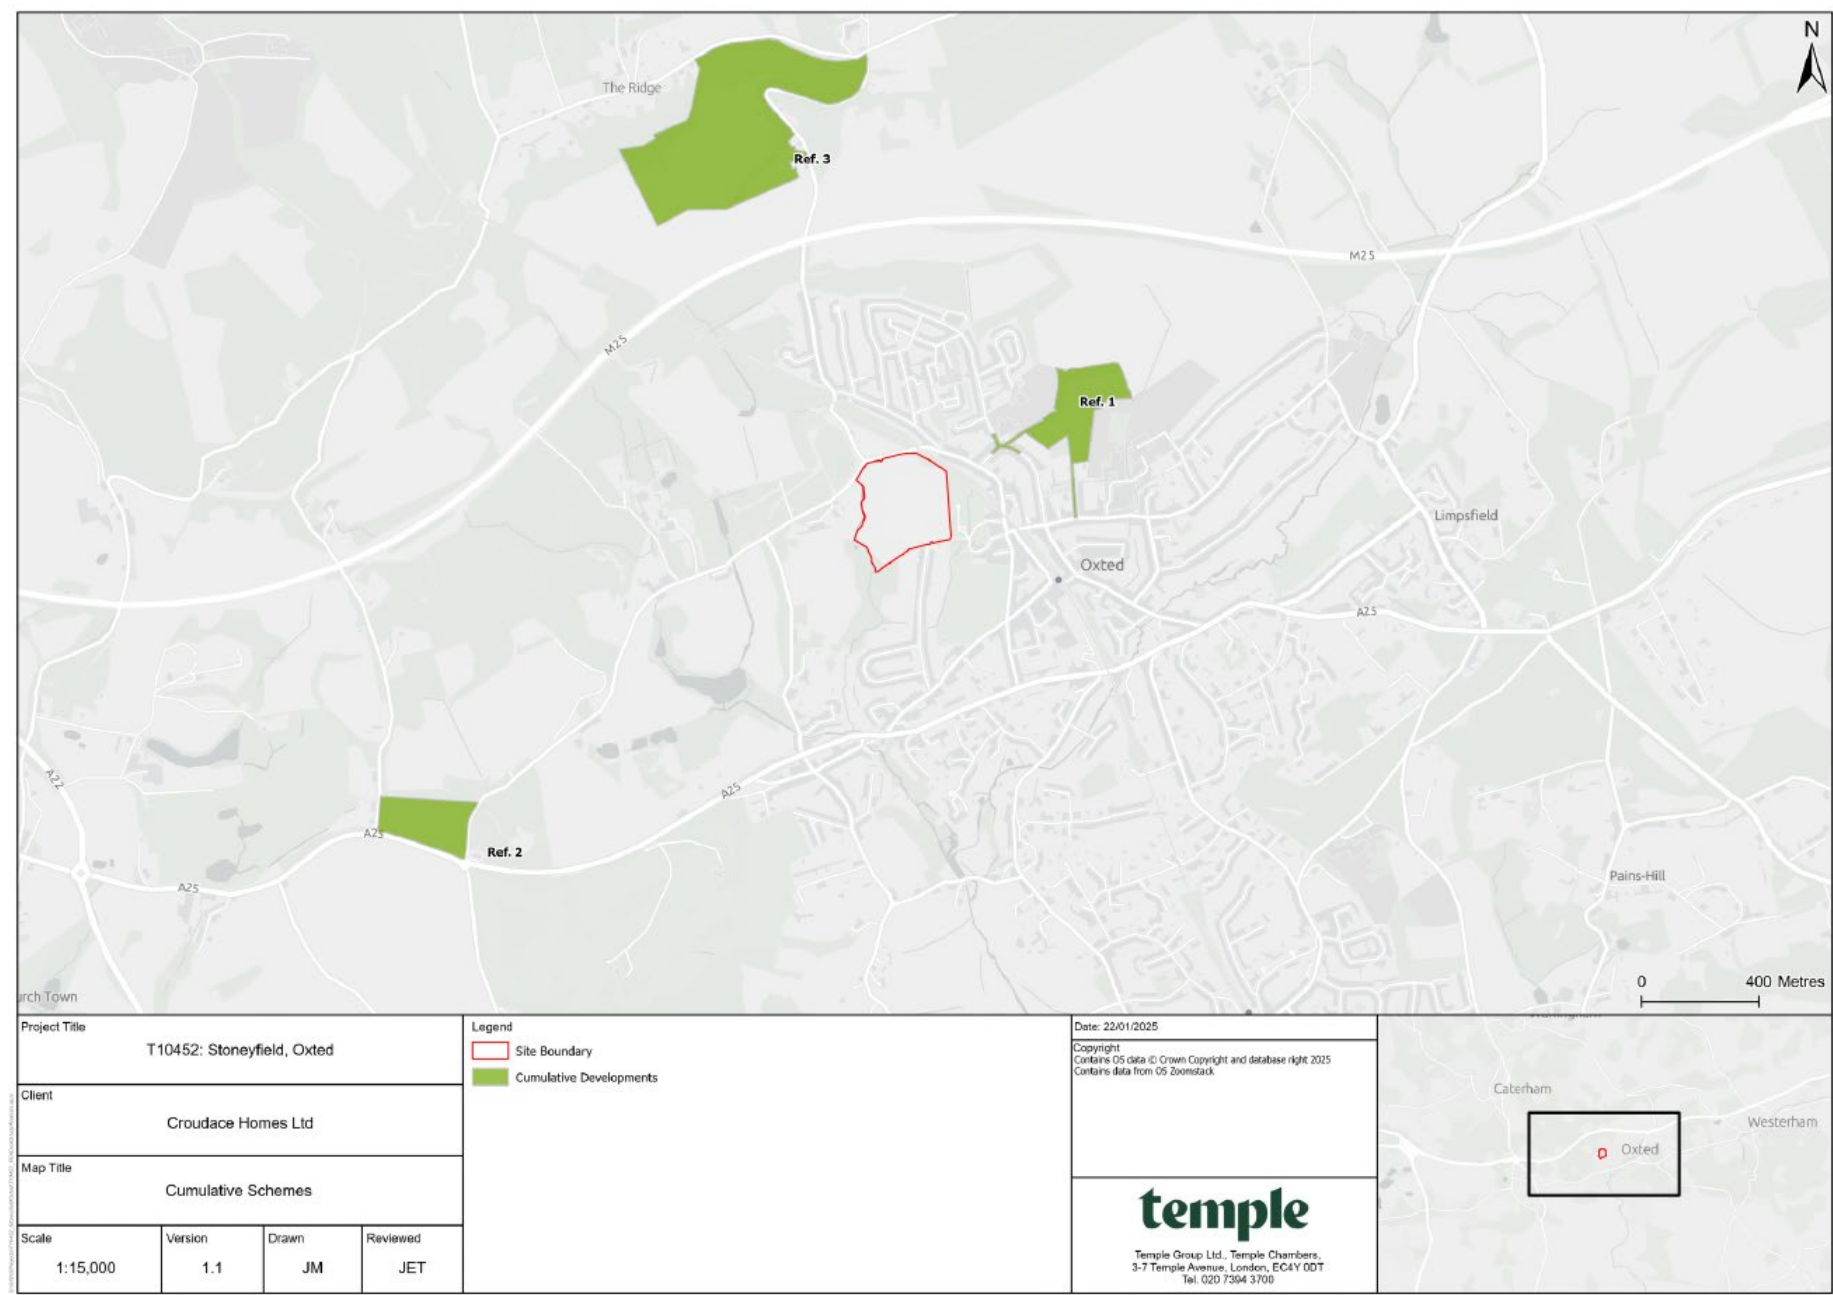 N
The Ridge
Ref. 3
M25
M25
Ref. 1
Limpsfield
Oxted
A25
A22
A25
A25
Ref. 2
A25
Pains-Hill
0 400 Metres
urch Town
Project Title
T10452: Stoneyfield, Oxted
Client
Croudace Homes Ltd
Map Title
Cumulative Schemes
Scale
1:15,000
Version
1.1
Drawn
JM
Reviewed
JET
Legend
Site Boundary
Cumulative Developments
Date: 22/01/2025
Copyright
Contains OS data © Crown Copyright and database right 2025
Contains data from OS Zoomstack
temple
Temple Group Ltd., Temple Chambers,
3-7 Temple Avenue, London, EC4Y 0DT
Tel. 020 7394 3700
Caterham
Westerham
Oxted